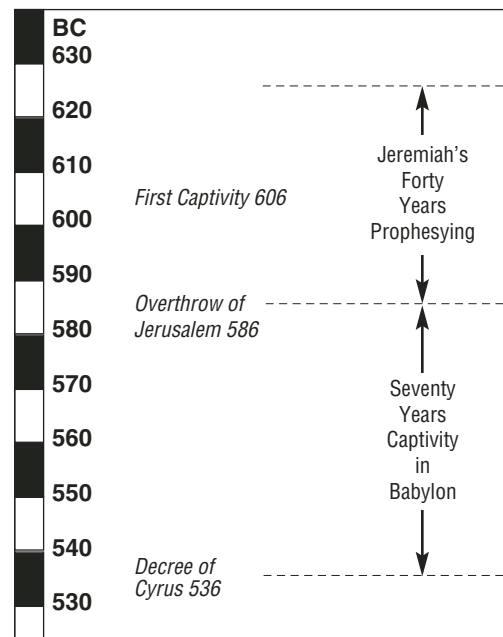 BC
630
620
610
600
590
580
570
560
550
540
530
First Captivity 606
Overthrow of
Jerusalem 586
Decree of
Cyrus 536
Jeremiah's
Forty
Years
Prophesying
Seventy
Years
Captivity
in
Babylon